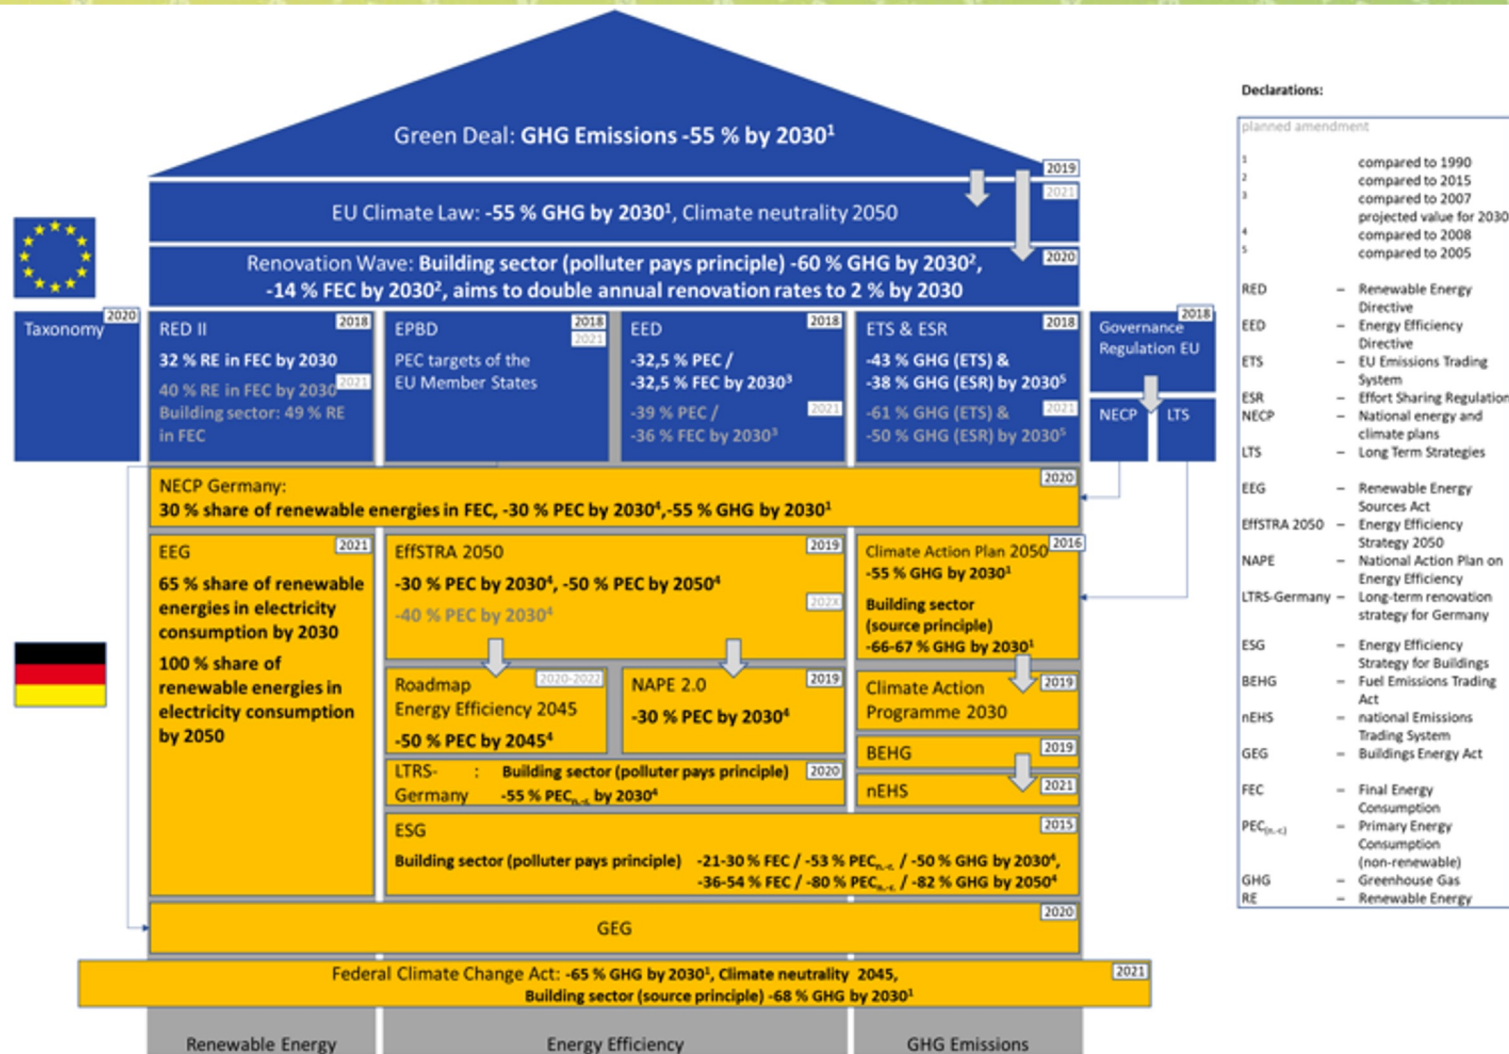 Green Deal: GHG Emissions -55 % by 2030¹
2019
EU Climate Law: -55 % GHG by 2030¹, Climate neutrality 2050
2021
Renovation Wave: Building sector (polluter pays principle) -60 % GHG by 2030²,
-14 % FEC by 2030², aims to double annual renovation rates to 2 % by 2030
2020
Taxonomy
2020
RED II
2018
32 % RE in FEC by 2030
40 % RE in FEC by 2030
2021
Building sector: 49 % RE
in FEC
EPBD
2018
2021
PEC targets of the
EU Member States
EED
2018
-32,5 % PEC /
-32,5 % FEC by 2030³
-39 % PEC /
2021
-36 % FEC by 2030³
ETS & ESR
2018
-43 % GHG (ETS) &
-38 % GHG (ESR) by 2030⁵
-61 % GHG (ETS) &
2021
-50 % GHG (ESR) by 2030⁵
2018
Governance
Regulation EU
NECP
LTS
NECP Germany:
2020
30 % share of renewable energies in FEC, -30 % PEC by 2030⁴,-55 % GHG by 2030¹
EEG
2021
65 % share of renewable
energies in electricity
consumption by 2030
100 % share of
renewable energies in
electricity consumption
by 2050
EffSTRA 2050
2019
-30 % PEC by 2030⁴, -50 % PEC by 2050⁴
202X
-40 % PEC by 2030⁴
Climate Action Plan 2050
2016
-55 % GHG by 2030¹
Building sector
(source principle)
-66-67 % GHG by 2030¹
Roadmap
2020-2022
Energy Efficiency 2045
-50 % PEC by 2045⁴
NAPE 2.0
2019
-30 % PEC by 2030⁴
Climate Action
2019
Programme 2030
BEHG
2019
nEHS
2021
LTRS- : Building sector (polluter pays principle)
2020
Germany -55 % PECn.-r. by 2030⁴
ESG
2015
Building sector (polluter pays principle) -21-30 % FEC / -53 % PECn.-r. / -50 % GHG by 2030⁴,
-36-54 % FEC / -80 % PECn.-r. / -82 % GHG by 2050⁴
GEG
2020
Federal Climate Change Act: -65 % GHG by 2030¹, Climate neutrality 2045,
2021
Building sector (source principle) -68 % GHG by 2030¹
Renewable Energy
Energy Efficiency
GHG Emissions
Declarations:
planned amendment
1 compared to 1990
2 compared to 2015
3 compared to 2007
projected value for 2030
4 compared to 2008
5 compared to 2005
RED – Renewable Energy
Directive
EED – Energy Efficiency
Directive
ETS – EU Emissions Trading
System
ESR – Effort Sharing Regulation
NECP – National energy and
climate plans
LTS – Long Term Strategies
EEG – Renewable Energy
Sources Act
EffSTRA 2050 – Energy Efficiency
Strategy 2050
NAPE – National Action Plan on
Energy Efficiency
LTRS-Germany – Long-term renovation
strategy for Germany
ESG – Energy Efficiency
Strategy for Buildings
BEHG – Fuel Emissions Trading
Act
nEHS – national Emissions
Trading System
GEG – Buildings Energy Act
FEC – Final Energy
Consumption
PEC(n.-r.) – Primary Energy
Consumption
(non-renewable)
GHG – Greenhouse Gas
RE – Renewable Energy